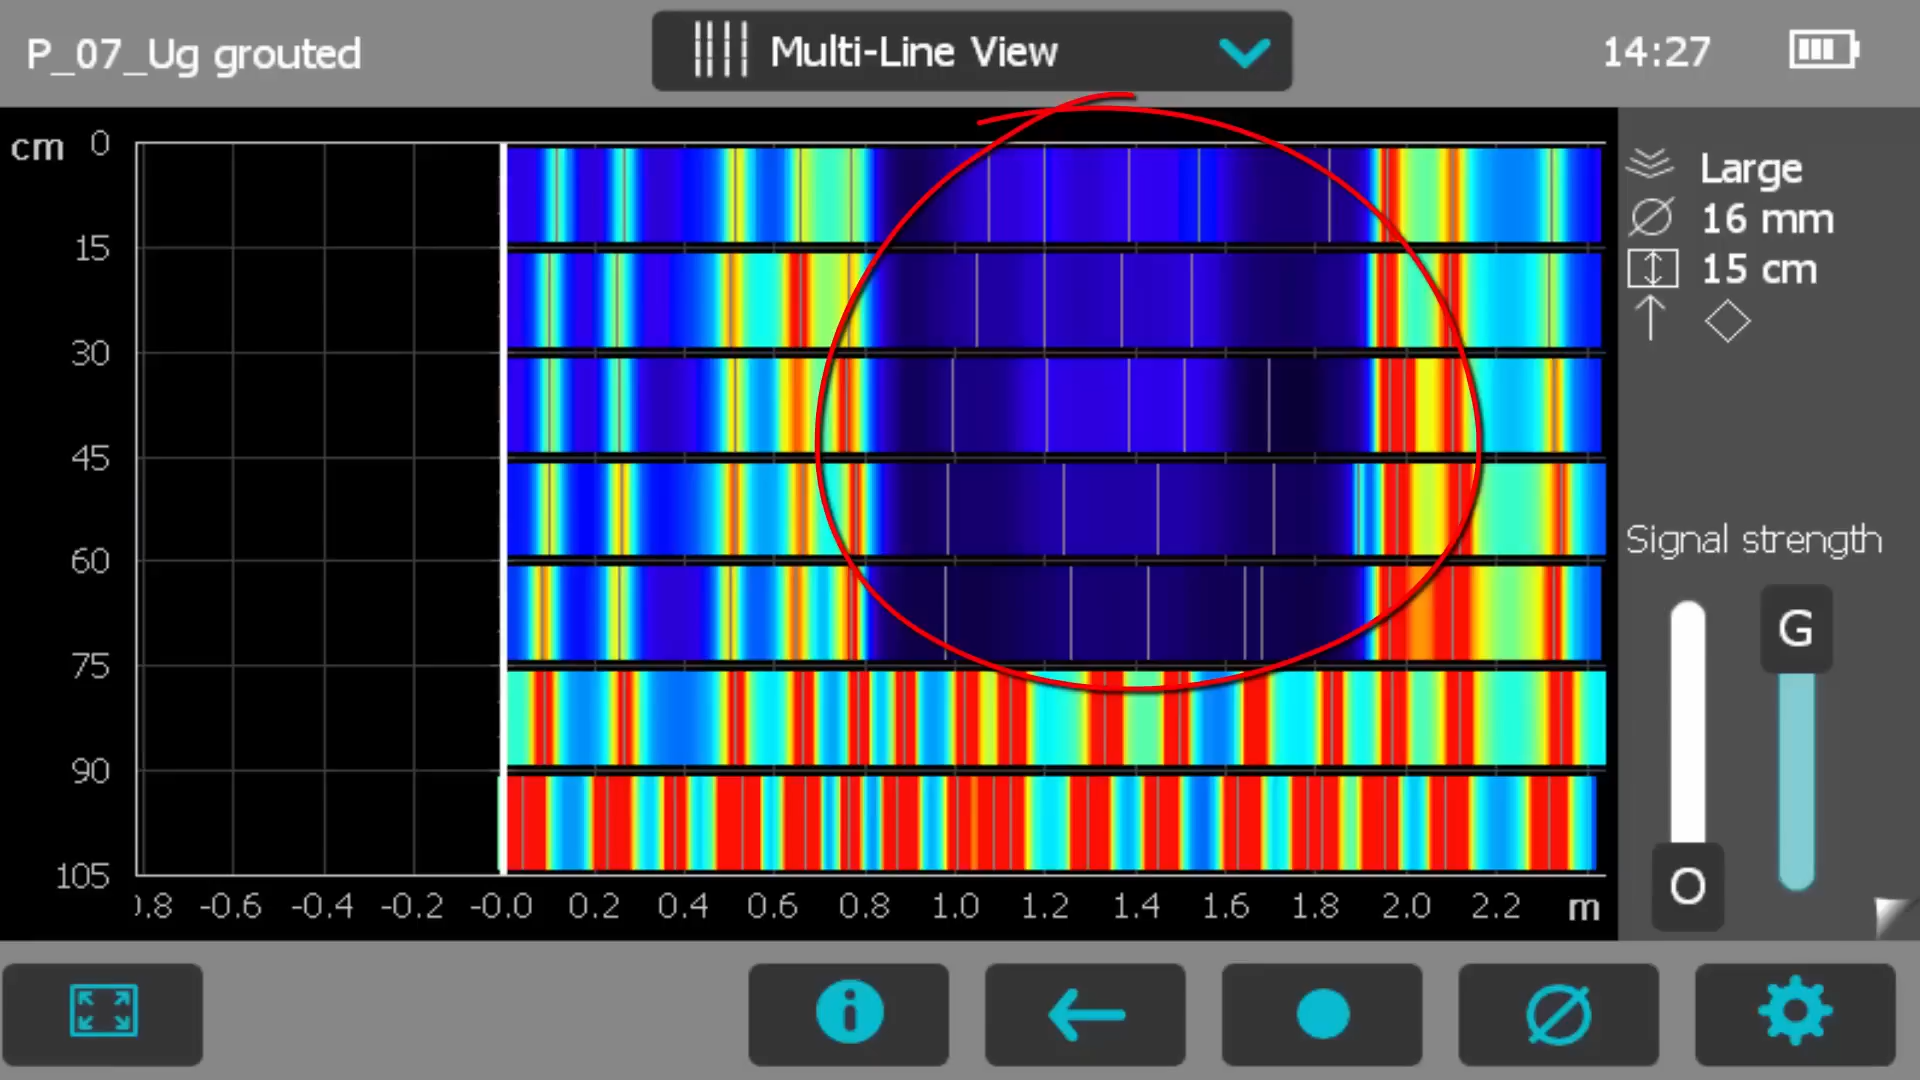 P_07_Ug grouted
Multi-Line View
14:27
cm
0
15
30
45
60
75
90
105
-0.6 -0.4 -0.2 -0.0 0.2 0.4 0.6 0.8 1.0 1.2 1.4 1.6 1.8 2.0 2.2 m
Large
16 mm
15 cm
Signal strength
G
O